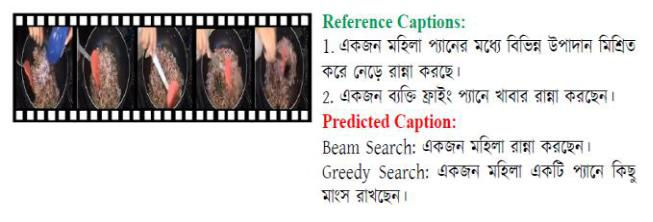 Reference Captions:
1. একজন মহিলা প্যানের মধ্যে বিভিন্ন উপাদান মিশ্রিত
করে নেড়ে রান্না করছে।
2. একজন ব্যক্তি ফ্রাইং প্যানে খাবার রান্না করছেন।
Predicted Caption:
Beam Search: একজন মহিলা রান্না করছেন।
Greedy Search: একজন মহিলা একটি প্যানে কিছু
মাংস রাখছেন।